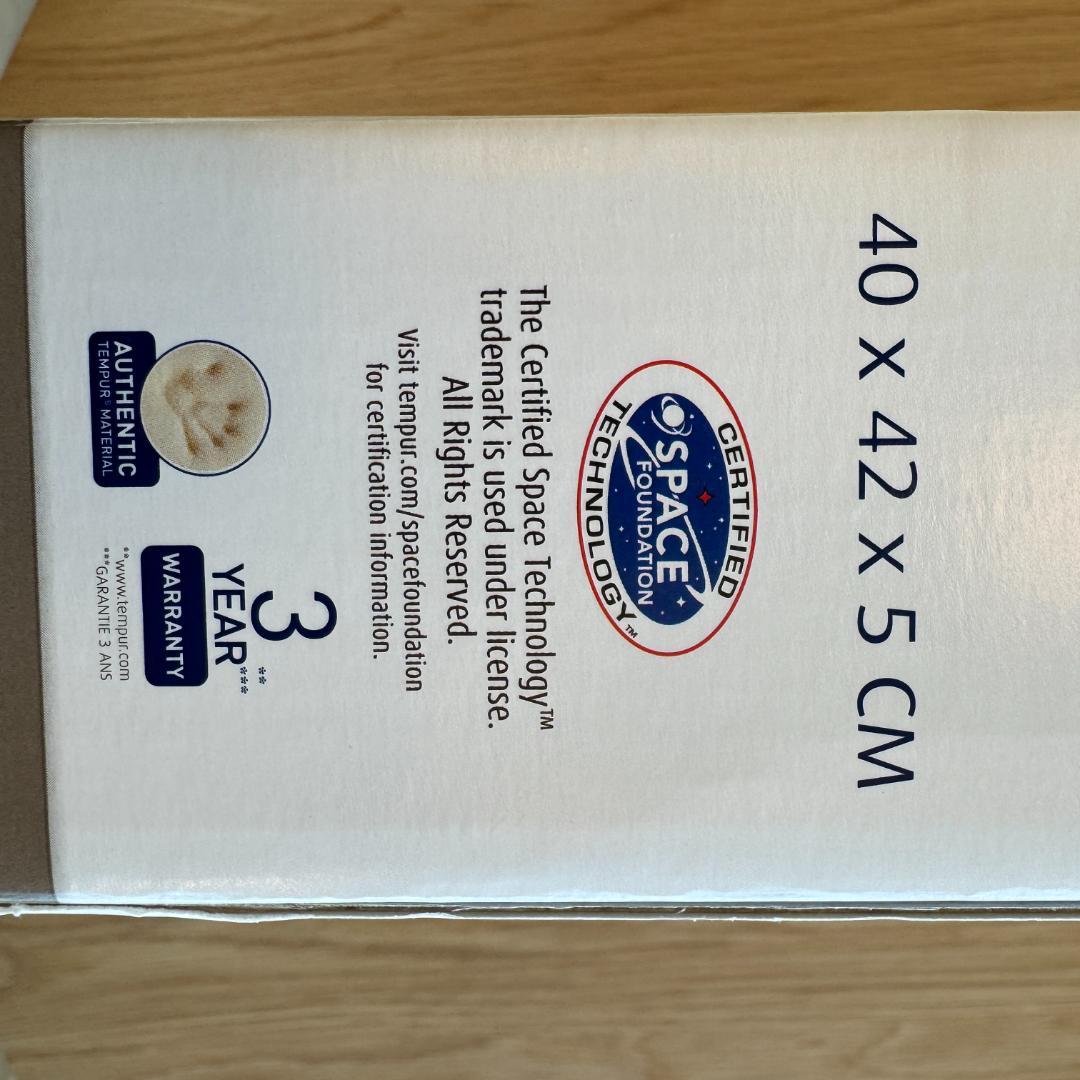 40 x 42 x 5 CM
CERTIFIED
SPACE
FOUNDATION
TECHNOLOGY™
The Certified Space Technology™
trademark is used under license.
All Rights Reserved.
Visit tempur.com/spacefoundation
for certification information.
AUTHENTIC
TEMPUR® MATERIAL
3**
YEAR***
WARRANTY
**www.tempur.com
***GARANTIE 3 ANS